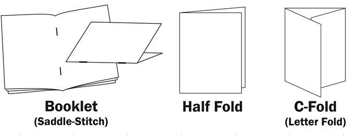 Booklet
(Saddle-Stitch)
Half Fold
C-Fold
(Letter Fold)